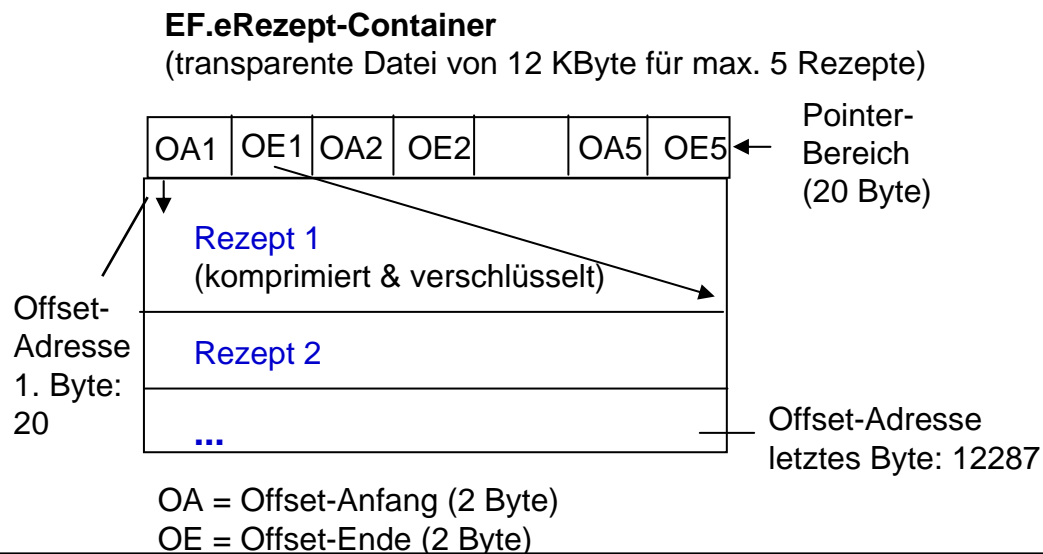 EF.eRezept-Container
(transparente Datei von 12 KByte für max. 5 Rezepte)
OA1 OE1 OA2 OE2 OA5 OE5
Pointer-
Bereich
(20 Byte)
Rezept 1
(komprimiert & verschlüsselt)
Offset-
Adresse
1. Byte:
20
Rezept 2
...
Offset-Adresse
letztes Byte: 12287
OA = Offset-Anfang (2 Byte)
OE = Offset-Ende (2 Byte)